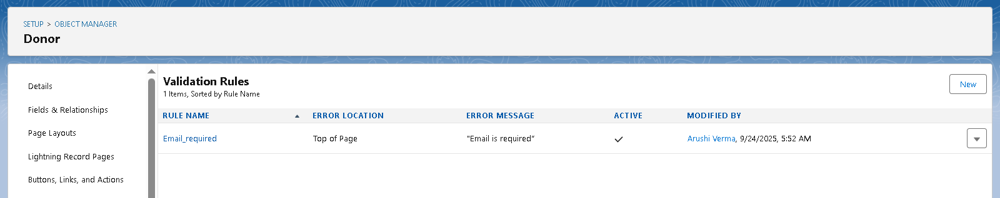 SETUP > OBJECT MANAGER
Donor
Details
Fields & Relationships
Page Layouts
Lightning Record Pages
Buttons, Links, and Actions
Validation Rules
1 Items, Sorted by Rule Name
New
RULE NAME ERROR LOCATION ERROR MESSAGE ACTIVE MODIFIED BY
Email_required Top of Page "Email is required" Arushi Verma, 9/24/2025, 5:52 AM